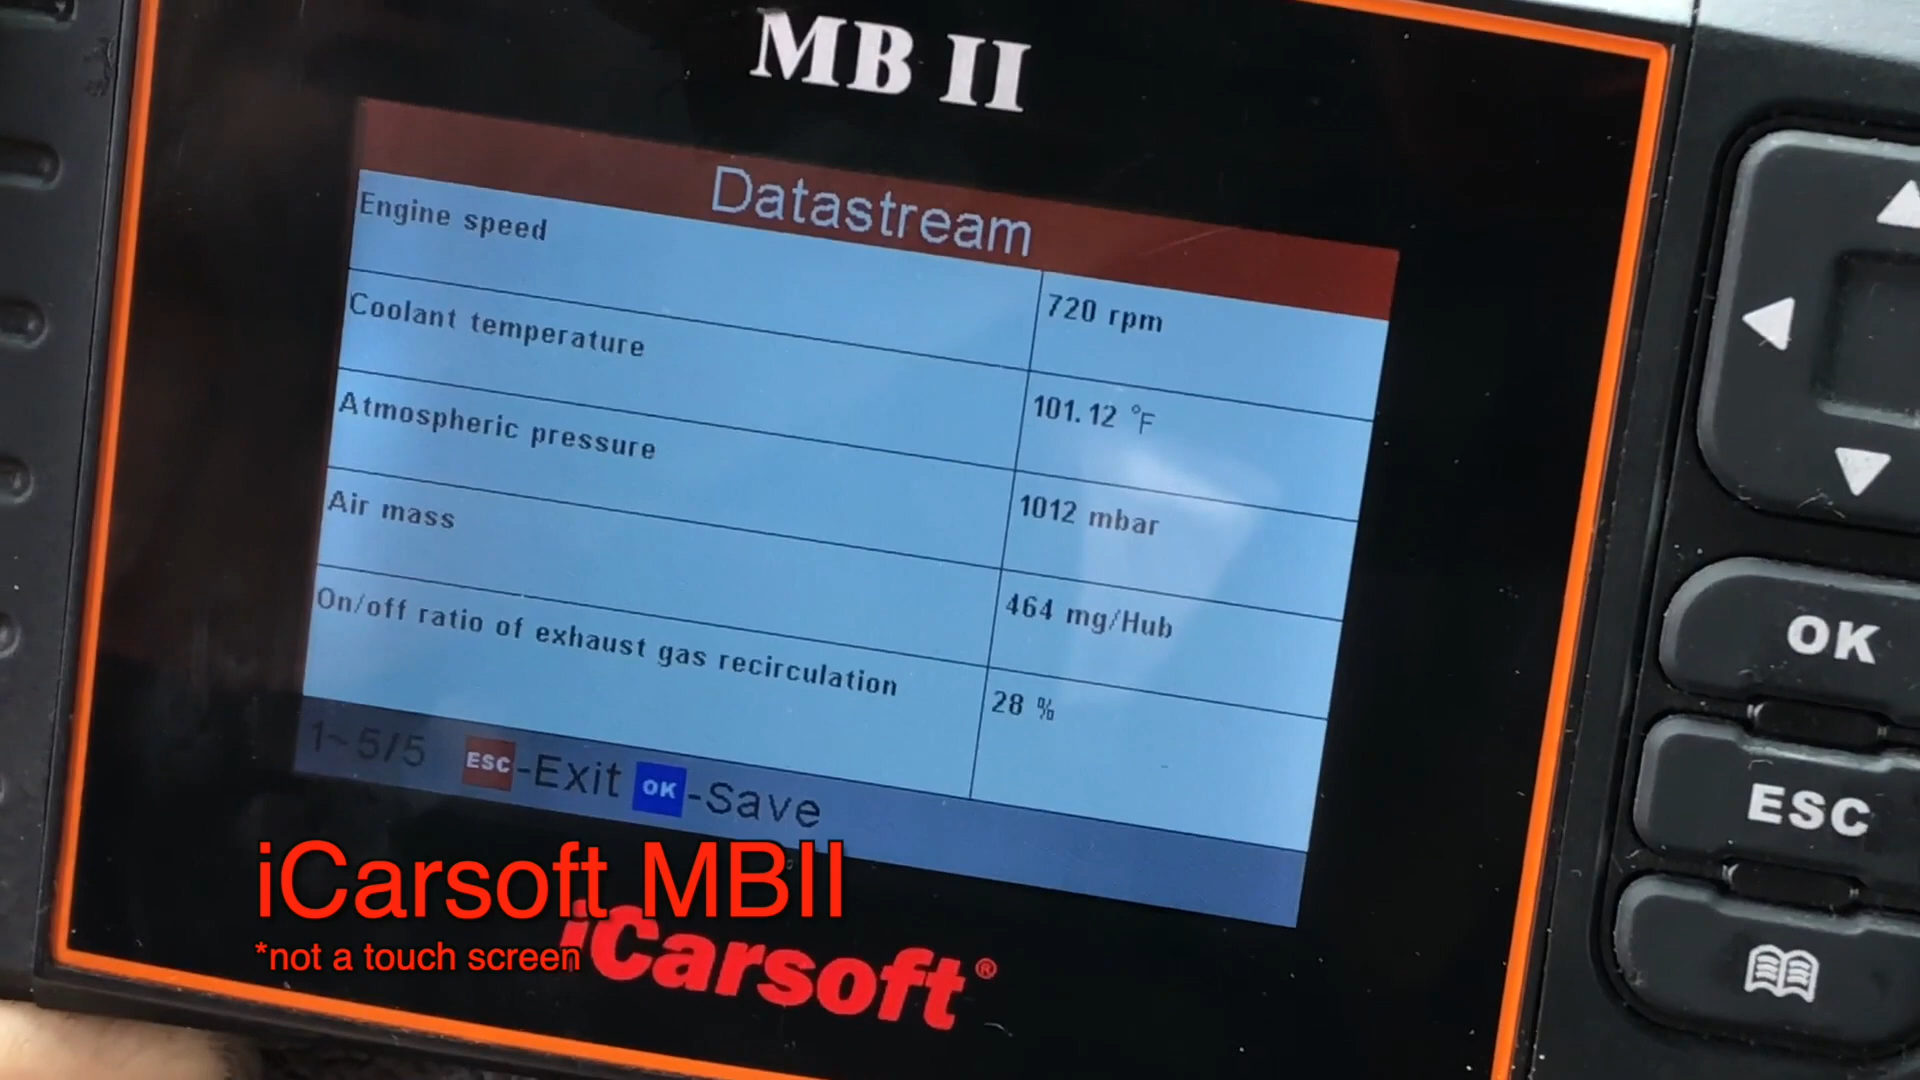 MB II
Datastream
Engine speed 720 rpm
Coolant temperature 101.12 °F
Atmospheric pressure 1012 mbar
Air mass 464 mg/Hub
On/off ratio of exhaust gas recirculation 28 %
1~5/5 ESC-Exit OK-Save
iCarsoft MBII
*not a touch screen
iCarsoft®
OK
ESC